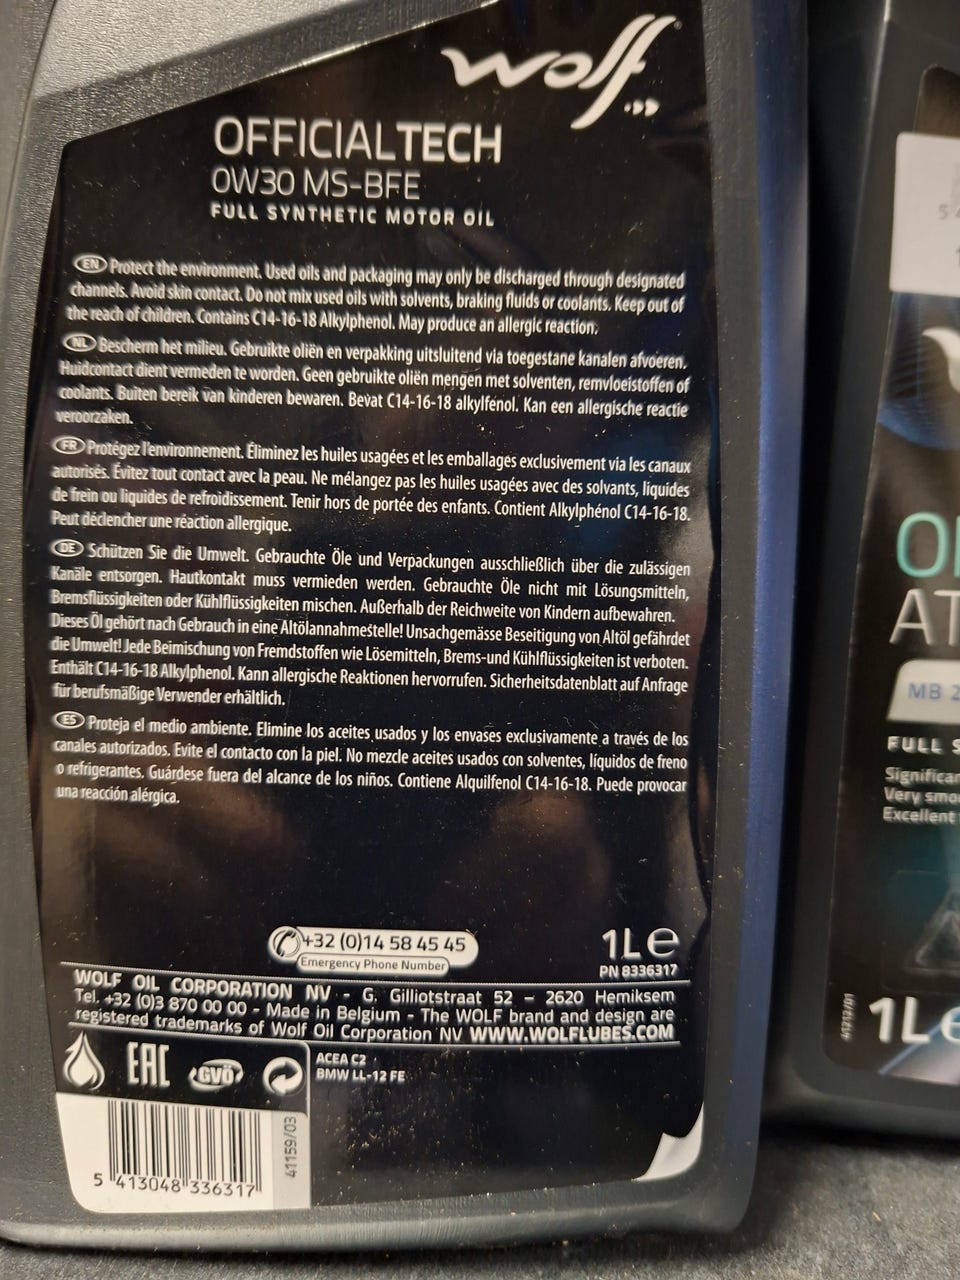 wolf
OFFICIALTECH
0W30 MS-BFE
FULL SYNTHETIC MOTOR OIL
EN Protect the environment. Used oils and packaging may only be discharged through designated
channels. Avoid skin contact. Do not mix used oils with solvents, braking fluids or coolants. Keep out of
the reach of children. Contains C14-16-18 Alkylphenol. May produce an allergic reaction.
NL Bescherm het milieu. Gebruikte oliën en verpakking uitsluitend via toegestane kanalen afvoeren.
Huidcontact dient vermeden te worden. Geen gebruikte oliën mengen met solventen, remvloeistoffen of
coolants. Buiten bereik van kinderen bewaren. Bevat C14-16-18 alkylfenol. Kan een allergische reactie
veroorzaken.
FR Protégez l'environnement. Éliminez les huiles usagées et les emballages exclusivement via les canaux
autorisés. Évitez tout contact avec la peau. Ne mélangez pas les huiles usagées avec des solvants, liquides
de frein ou liquides de refroidissement. Tenir hors de portée des enfants. Contient Alkylphénol C14-16-18.
Peut déclencher une réaction allergique.
DE Schützen Sie die Umwelt. Gebrauchte Öle und Verpackungen ausschließlich über die zulässigen
Kanäle entsorgen. Hautkontakt muss vermieden werden. Gebrauchte Öle nicht mit Lösungsmitteln,
Bremsflüssigkeiten oder Kühlflüssigkeiten mischen. Außerhalb der Reichweite von Kindern aufbewahren.
Dieses Öl gehört nach Gebrauch in eine Altölannahmestelle! Unsachgemässe Beseitigung von Altöl gefährdet
die Umwelt! Jede Beimischung von Fremdstoffen wie Lösemitteln, Brems-und Kühlflüssigkeiten ist verboten.
Enthält C14-16-18 Alkylphenol. Kann allergische Reaktionen hervorrufen. Sicherheitsdatenblatt auf Anfrage
für berufsmäßige Verwender erhältlich.
ES Proteja el medio ambiente. Elimine los aceites usados y los envases exclusivamente a través de los
canales autorizados. Evite el contacto con la piel. No mezcle aceites usados con solventes, líquidos de freno
o refrigerantes. Guárdese fuera del alcance de los niños. Contiene Alquilfenol C14-16-18. Puede provocar
una reacción alérgica.
+32 (0)14 58 45 45
Emergency Phone Number
1L e
PN 8336317
WOLF OIL CORPORATION NV - G. Gilliotstraat 52 - 2620 Hemiksem
Tel. +32 (0)3 870 00 00 - Made in Belgium - The WOLF brand and design are
registered trademarks of Wolf Oil Corporation NV WWW.WOLFLUBES.COM
EAC
GVÖ
ACEA C2
BMW LL-12 FE
41159/03
5 413048 336317
MB 2
FULL S
Significan
Very smo
Excellent
1L e